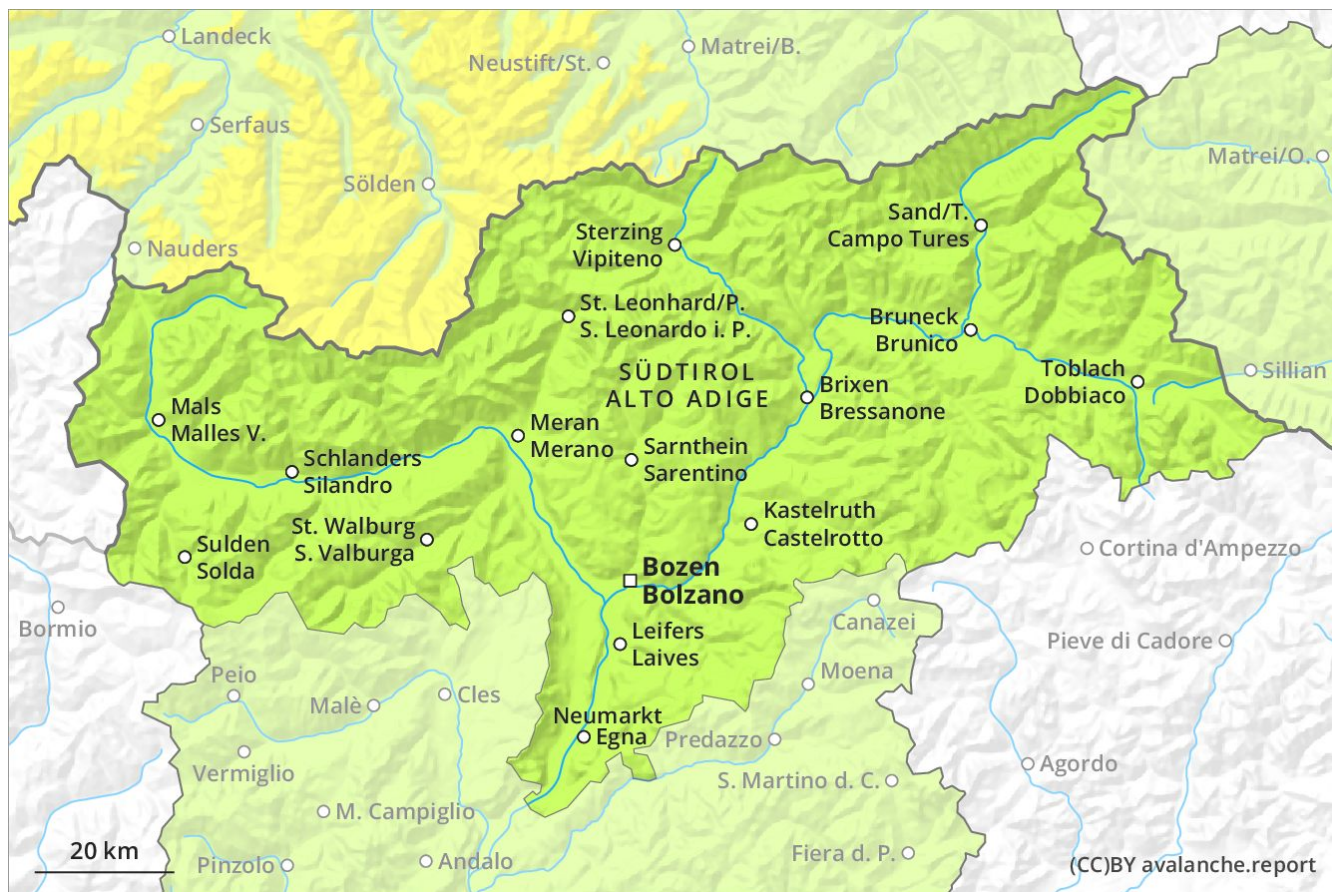 Landeck
Matrei/B.
Neustift/St.
Serfaus
Matrei/O.
Sölden
Sand/T.
Campo Tures
Sterzing
Vipiteno
Nauders
St. Leonhard/P.
S. Leonardo i. P.
Bruneck
Brunico
SÜDTIROL
ALTO ADIGE
Toblach
Dobbiaco
Sillian
Brixen
Bressanone
Mals
Malles V.
Meran
Merano
Sarnthein
Sarentino
Schlanders
Silandro
Kastelruth
Castelrotto
St. Walburg
S. Valburga
Sulden
Solda
Cortina d'Ampezzo
Bozen
Bolzano
Bormio
Canazei
Leifers
Laives
Pieve di Cadore
Peio
Moena
Malè
Cles
Neumarkt
Egna
Predazzo
Vermiglio
Agordo
S. Martino d. C.
M. Campiglio
20 km
Pinzolo
Andalo
Fiera d. P.
(CC)BY avalanche.report